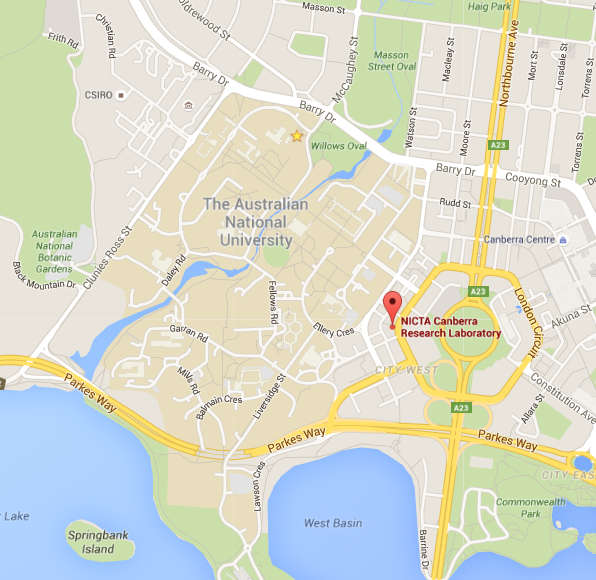 Masson St
Haig Park
Coldrewood St
Christian Rd
Frith Rd
Northbourne Ave
Masson
Street Oval
McCaughey St
Macleay St
Mort St
Lonsdale St
Torrens St
Barry Dr
CSIRO
Barry Dr
Watson St
Moore St
Torrens St
Willows Oval
A23
Barry Dr
Cooyong St
Rudd St
The Australian
National
University
Australian
National
Botanic
Gardens
Clunies Ross St
Canberra Centre
Daley Rd
Black Mountain Dr
Fellows Rd
A23
London Circuit
NICTA Canberra
Research Laboratory
Akuna St
Ellery Cres
Garran Rd
CITY WEST
Mills Rd
Liversidge St
Balmain Cres
Constitution Ave
Allara St
Parkes Way
A23
Parkes Way
Parkes Way
Lawson Cres
CITY EAS
Commonwealth
Park
Lake
West Basin
Springbank
Island
Barrine Dr